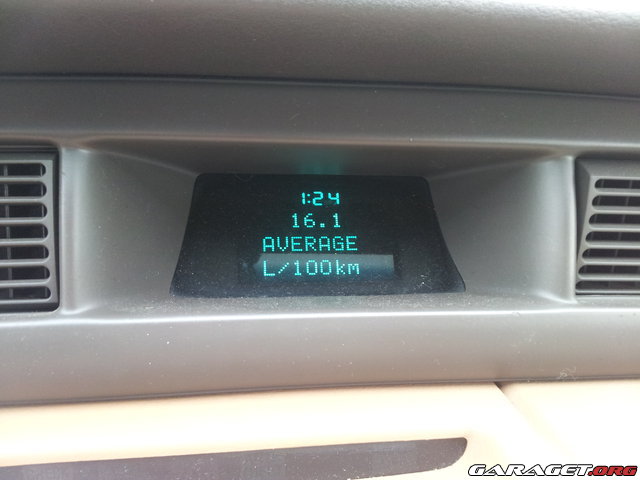 1:24
16.1
AVERAGE
L/100km
GARAGET.ORG